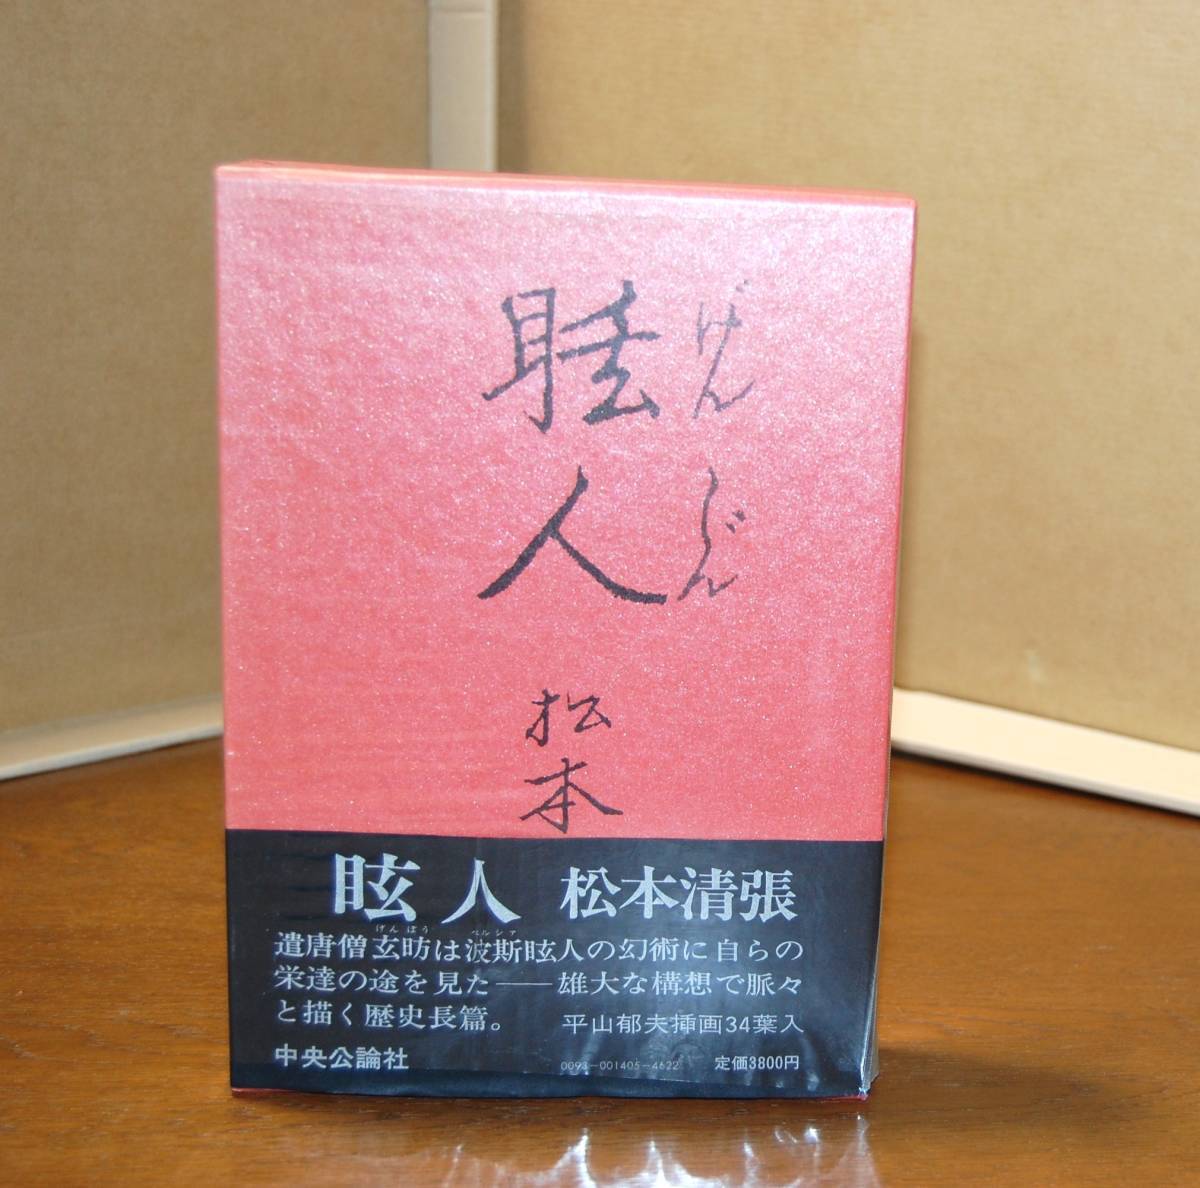 眩人
げんじん
松本
眩人 松本清張
げんぼう ペルシア
遣唐僧玄昉は波斯眩人の幻術に自らの
栄達の途を見た――雄大な構想で脈々
と描く歴史長篇。 平山郁夫挿画34葉入
中央公論社 0093-001405-4622 定価3800円